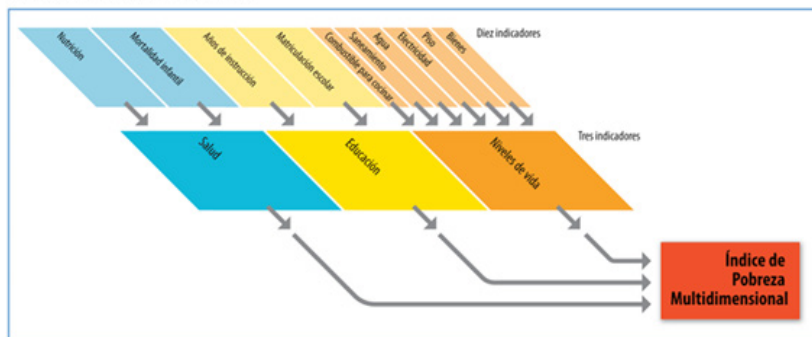 Diez indicadores
Nutrición
Mortalidad infantil
Años de instrucción
Matriculación escolar
Combustible para cocinar
Saneamiento
Agua
Electricidad
Piso
Bienes
Tres indicadores
Salud
Educación
Niveles de vida
Índice de
Pobreza
Multidimensional